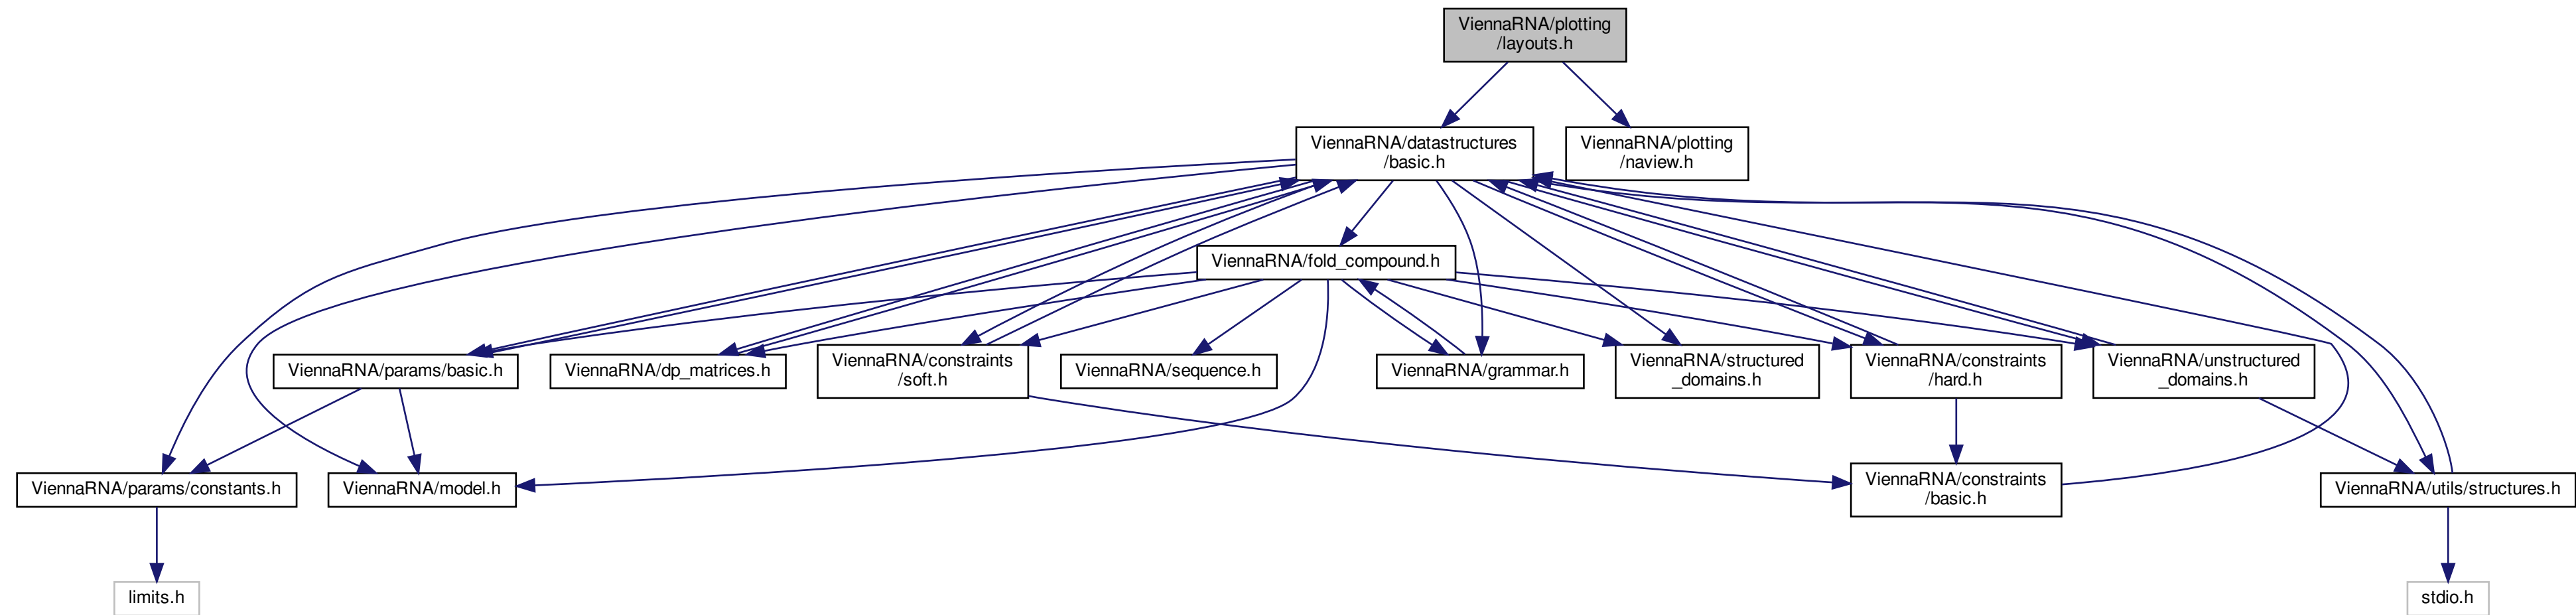 ViennaRNA/plotting
/layouts.h
ViennaRNA/datastructures
/basic.h
ViennaRNA/plotting
/naview.h
ViennaRNA/fold_compound.h
ViennaRNA/params/basic.h
ViennaRNA/dp_matrices.h
ViennaRNA/constraints
/soft.h
ViennaRNA/sequence.h
ViennaRNA/grammar.h
ViennaRNA/structured
_domains.h
ViennaRNA/constraints
/hard.h
ViennaRNA/unstructured
_domains.h
ViennaRNA/params/constants.h
ViennaRNA/model.h
ViennaRNA/constraints
/basic.h
ViennaRNA/utils/structures.h
limits.h
stdio.h